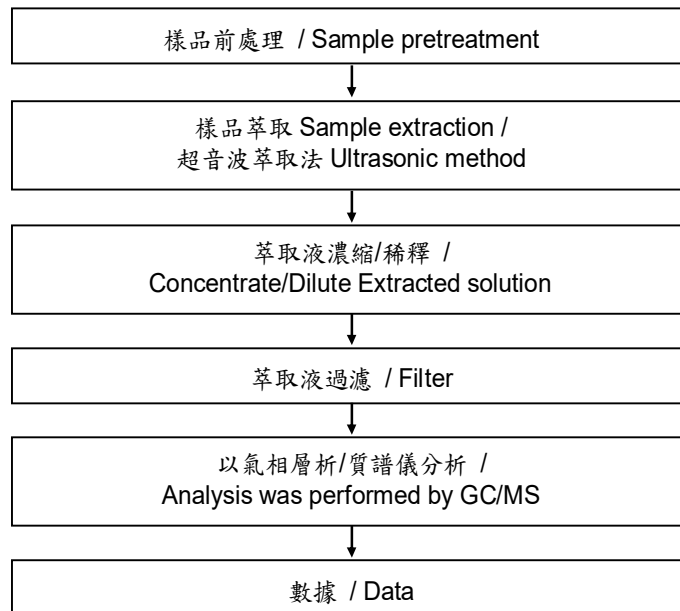 樣品前處理 / Sample pretreatment
樣品萃取 Sample extraction /
超音波萃取法 Ultrasonic method
萃取液濃縮/稀釋 /
Concentrate/Dilute Extracted solution
萃取液過濾 / Filter
以氣相層析/質譜儀分析 /
Analysis was performed by GC/MS
數據 / Data